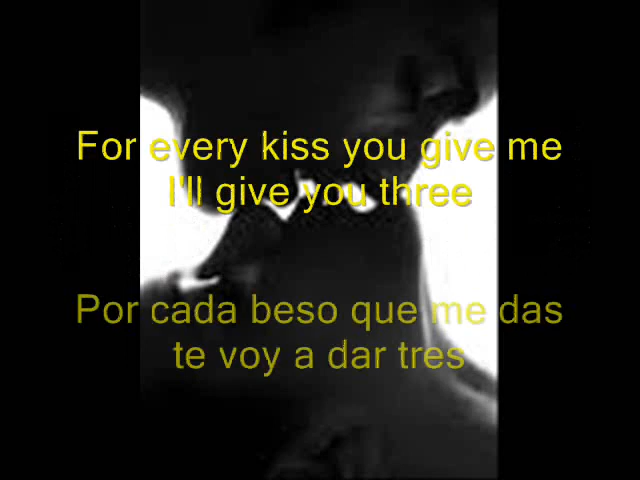 For every kiss you give me
I'll give you three
Por cada beso que me das
te voy a dar tres